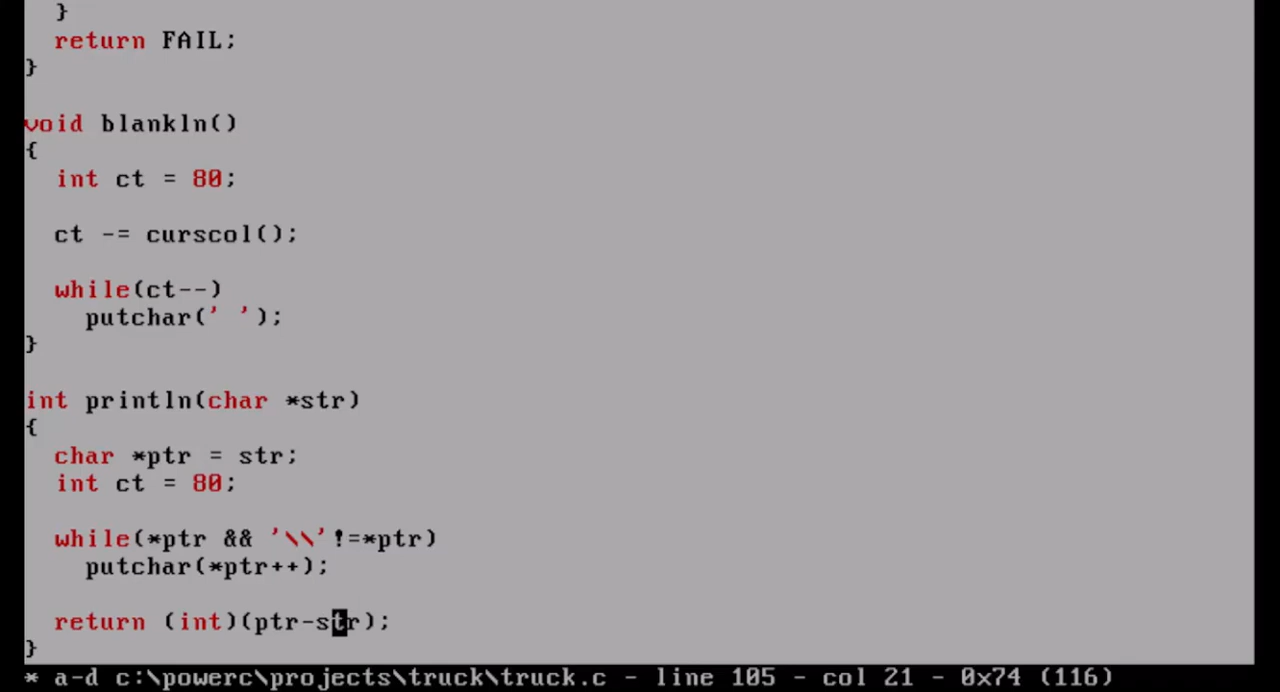 }
  return FAIL;
}

void blankln()
{
  int ct = 80;

  ct -= curscol();

  while(ct--)
    putchar(' ');
}

int println(char *str)
{
  char *ptr = str;
  int ct = 80;

  while(*ptr && '\\'!=*ptr)
    putchar(*ptr++);

  return (int)(ptr-str);
}
* a-d c:\powerc\projects\truck\truck.c - line 105 - col 21 - 0x74 (116)